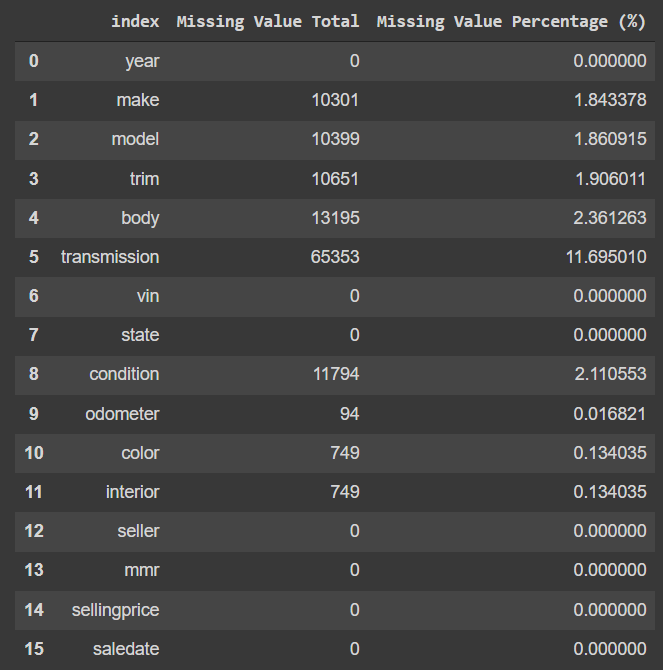 index Missing Value Total Missing Value Percentage (%)
0 year 0 0.000000
1 make 10301 1.843378
2 model 10399 1.860915
3 trim 10651 1.906011
4 body 13195 2.361263
5 transmission 65353 11.695010
6 vin 0 0.000000
7 state 0 0.000000
8 condition 11794 2.110553
9 odometer 94 0.016821
10 color 749 0.134035
11 interior 749 0.134035
12 seller 0 0.000000
13 mmr 0 0.000000
14 sellingprice 0 0.000000
15 saledate 0 0.000000